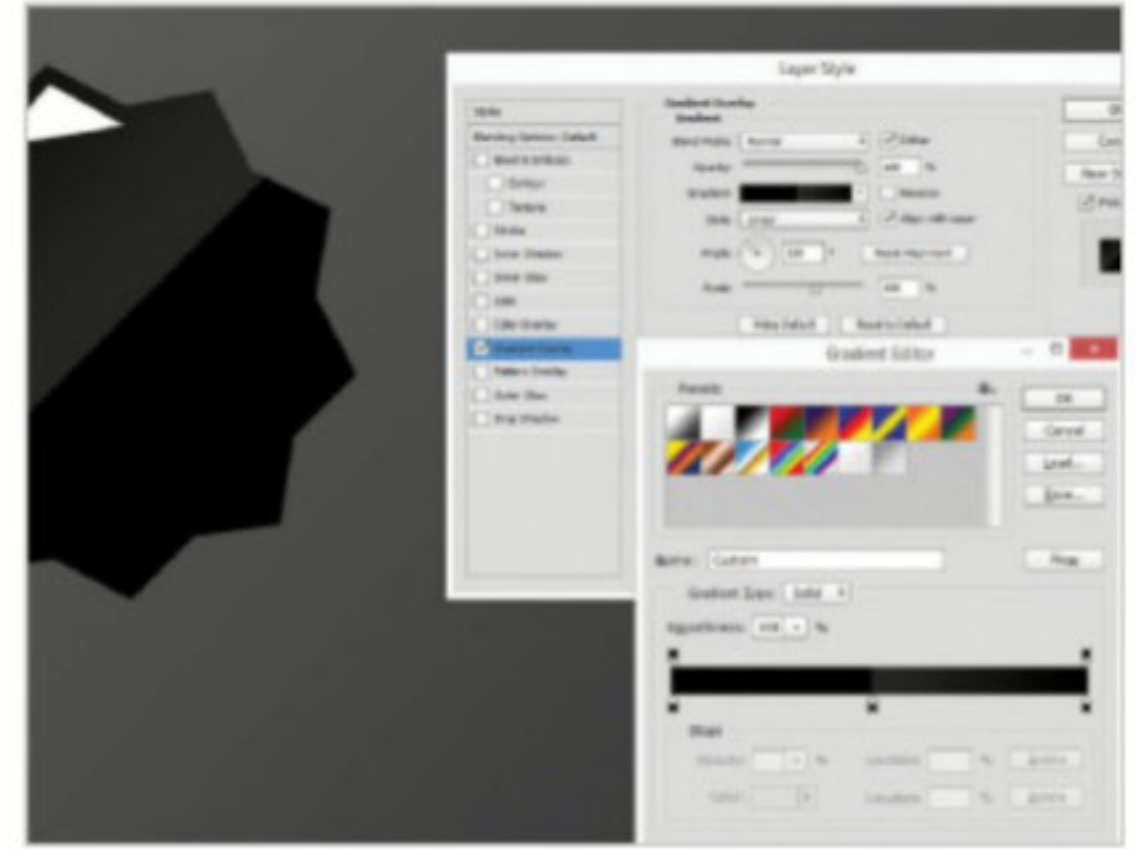 Layer Style
Styles
Blending Options: Default
Bevel & Emboss
Contour
Texture
Stroke
Inner Shadow
Inner Glow
Satin
Color Overlay
Gradient Overlay
Pattern Overlay
Outer Glow
Drop Shadow
Gradient Overlay
Gradient
Blend Mode: Normal
Dither
Opacity: %
Gradient: Reverse
Style: Linear Align with Layer
Angle: ° Reset Alignment
Scale: %
Make Default Reset to Default
Gradient Editor
Presets
OK
Cancel
Load...
Save...
Name: Custom New
Gradient Type: Solid
Smoothness: 100 %
Stops
Opacity: % Location: % Delete
Color: Location: % Delete